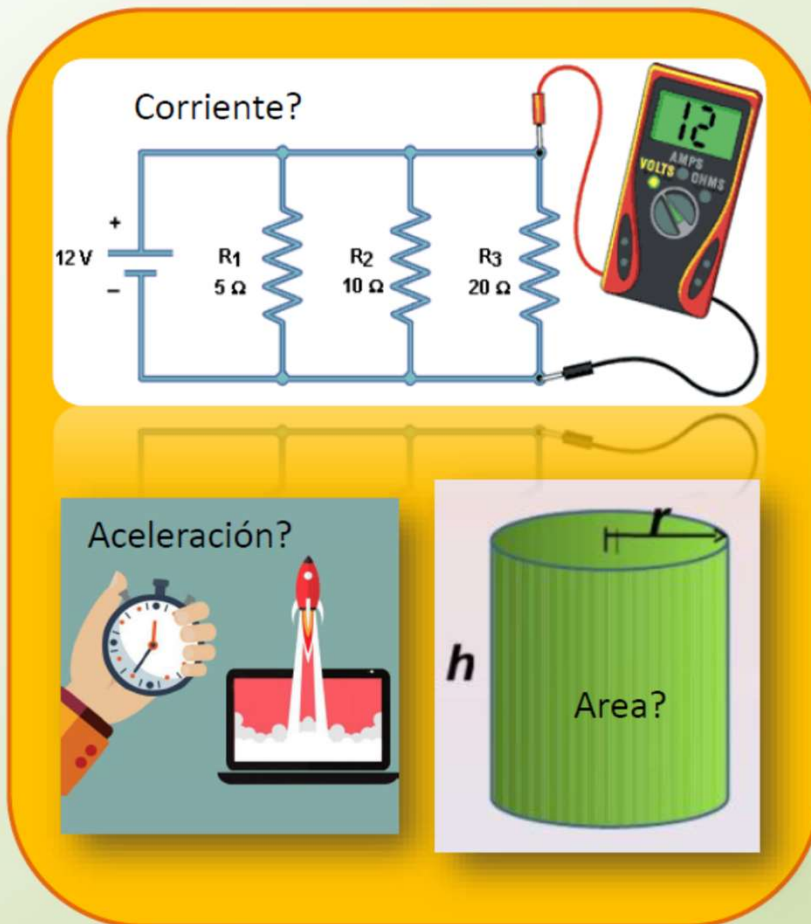 Corriente?
12
AMPS
VOLTS OHMS
+
12 V
–
R1
5 Ω
R2
10 Ω
R3
20 Ω
Aceleración?
r
h
Area?